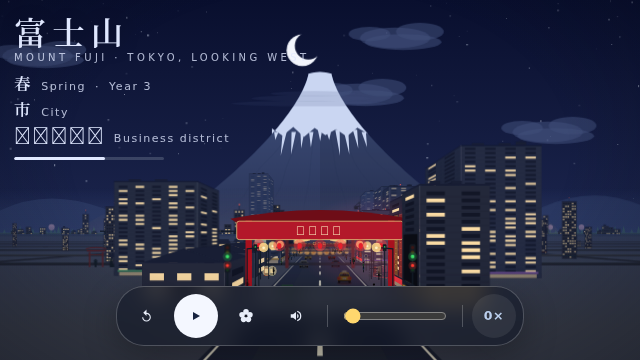 富士山
MOUNT FUJI · TOKYO, LOOKING WEST
春 Spring · Year 3
市 City
Business district
0×